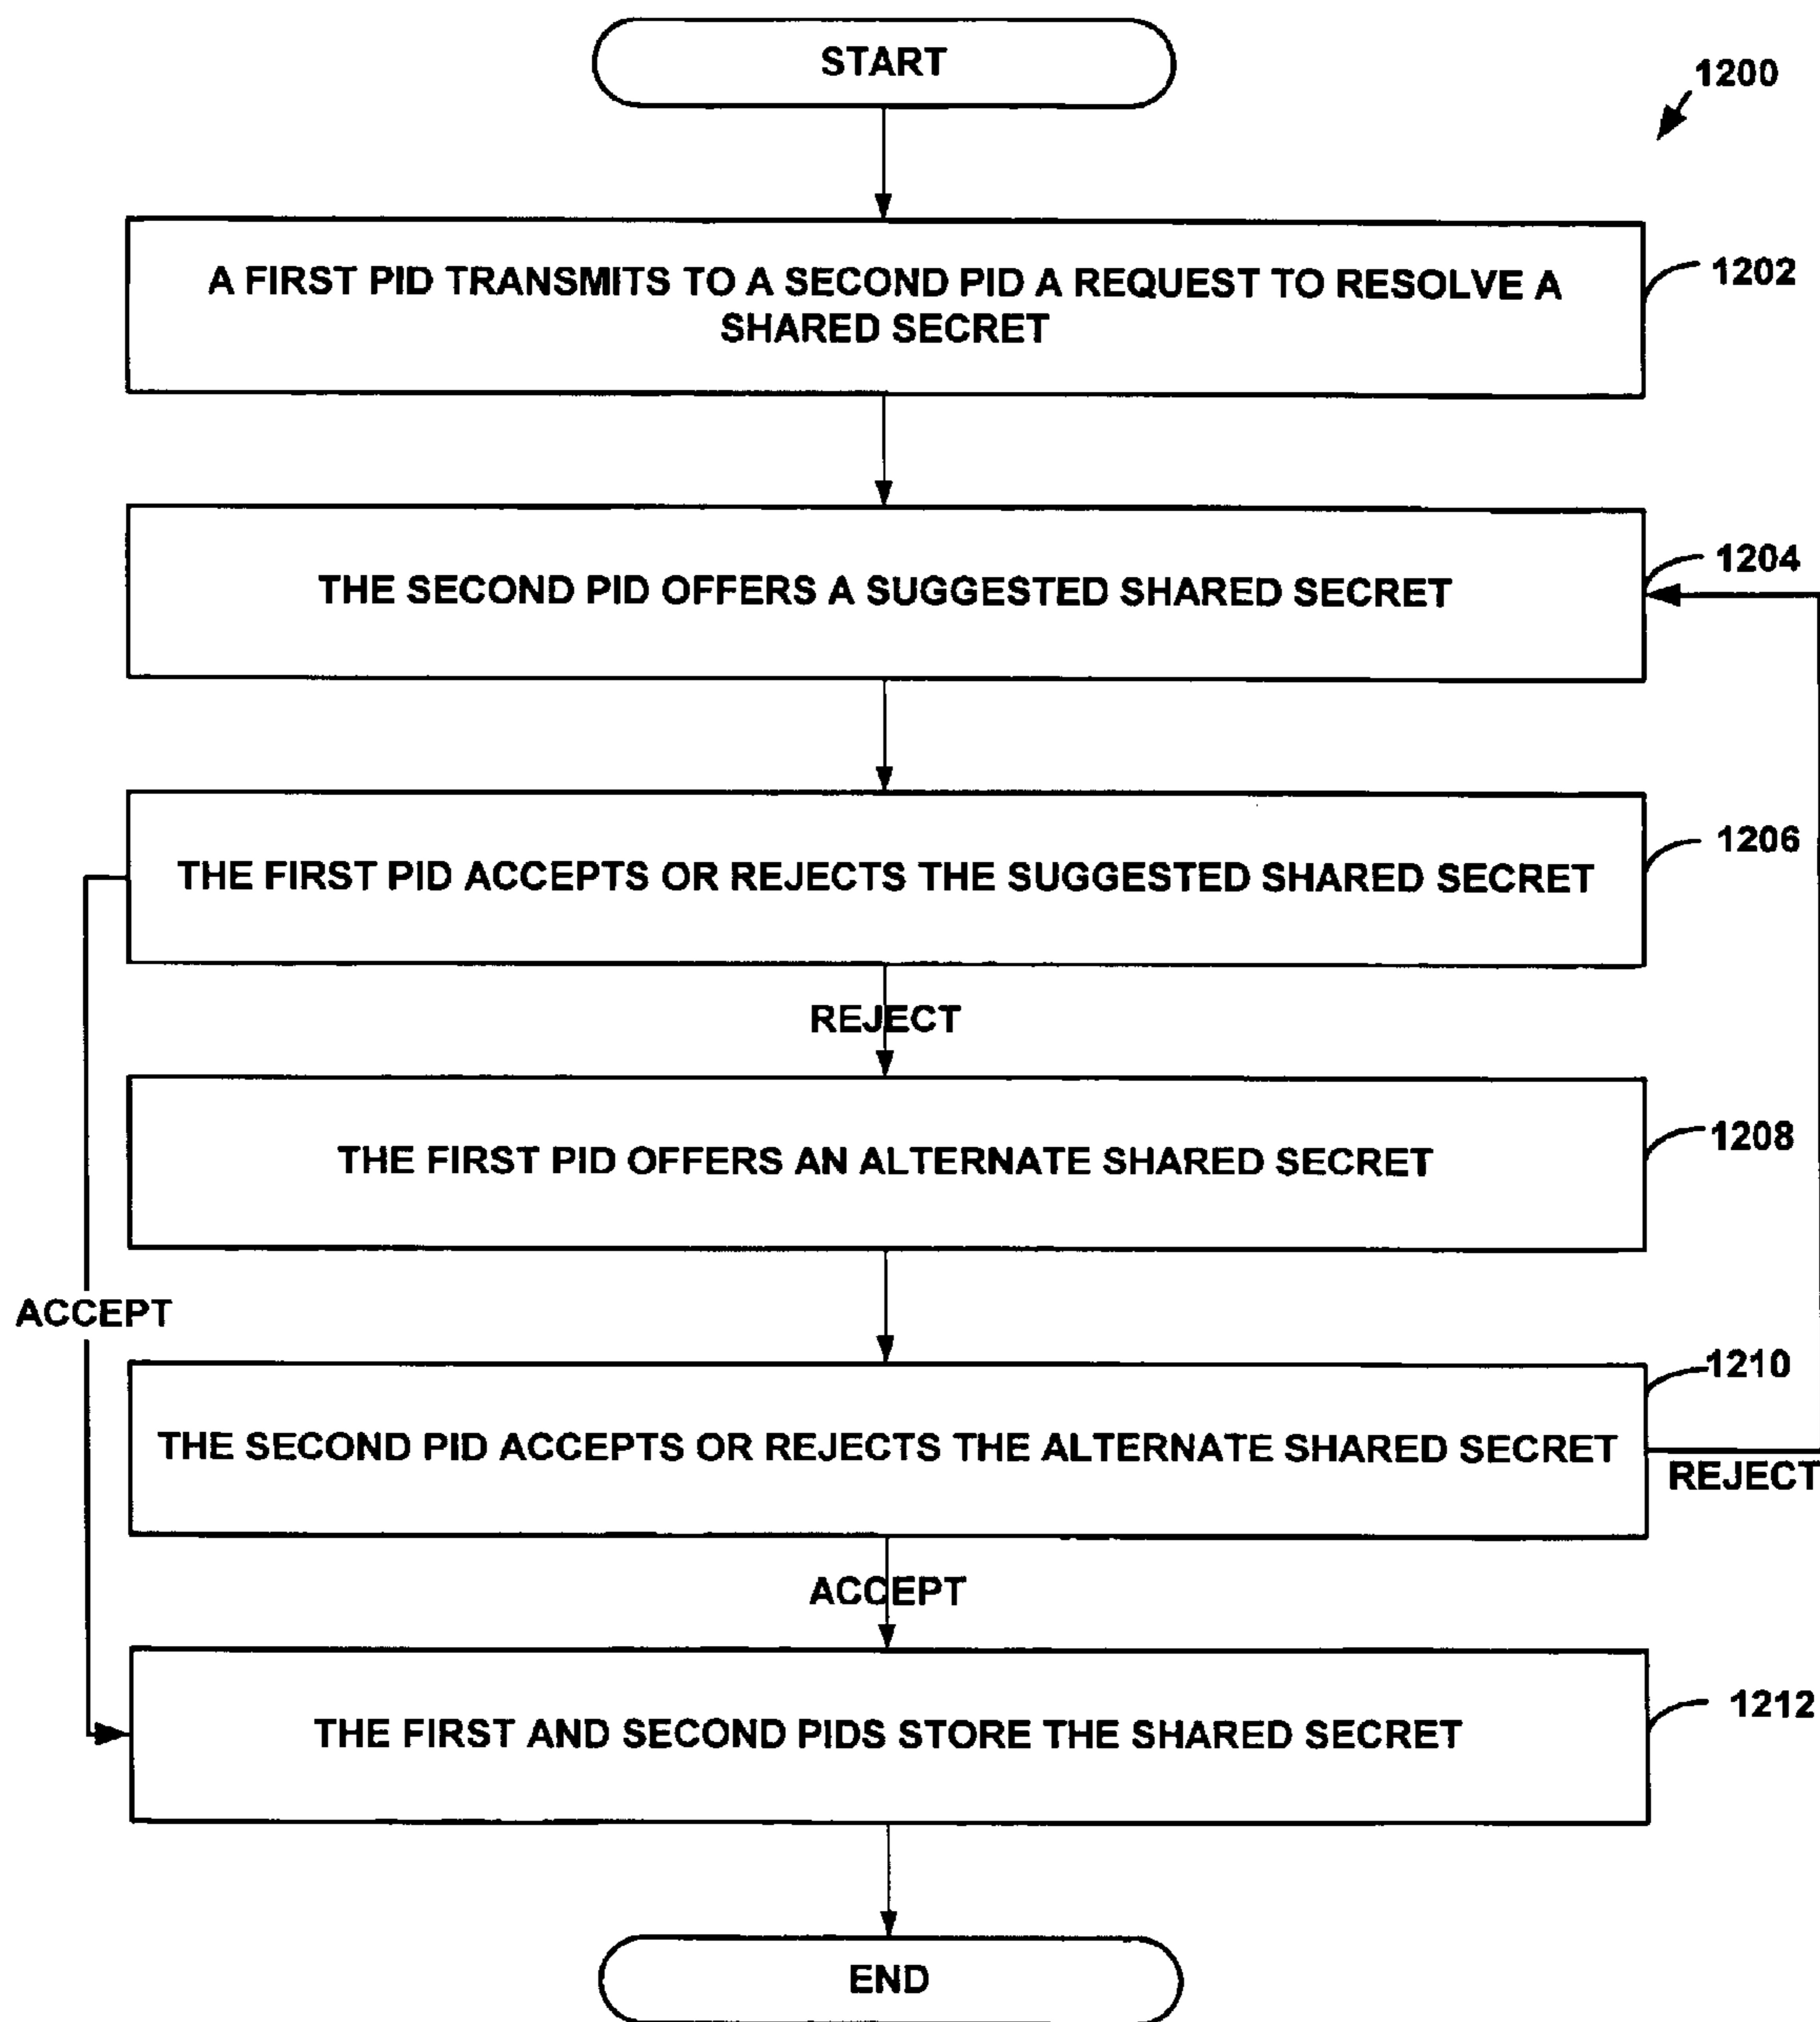 START
1200
A FIRST PID TRANSMITS TO A SECOND PID A REQUEST TO RESOLVE A
SHARED SECRET
1202
THE SECOND PID OFFERS A SUGGESTED SHARED SECRET
1204
THE FIRST PID ACCEPTS OR REJECTS THE SUGGESTED SHARED SECRET
1206
REJECT
THE FIRST PID OFFERS AN ALTERNATE SHARED SECRET
1208
ACCEPT
THE SECOND PID ACCEPTS OR REJECTS THE ALTERNATE SHARED SECRET
1210
REJECT
ACCEPT
THE FIRST AND SECOND PIDS STORE THE SHARED SECRET
1212
END